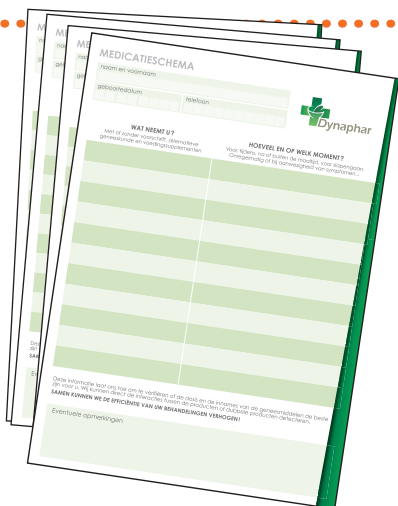 MEDICATIESCHEMA
naam en voornaam
geboortedatum
telefoon
Dynaphar
WAT NEEMT U?
Met of zonder voorschrift, alternatieve
geneeskunde en voedingssupplementen
HOEVEEL EN OP WELK MOMENT?
Voor, tijdens, na of buiten de maaltijd, voor slapengaan.
Onregelmatig of bij aanwezigheid van symptomen...
Deze informatie laat ons toe om te verifiëren of de dosis en de innames van de geneesmiddelen de beste
zijn voor u. Wij kunnen direct de interacties tussen de producten of dubbele producten detecteren.
SAMEN KUNNEN WE DE EFFICIËNTIE VAN UW BEHANDELINGEN VERHOGEN!
Eventuele opmerkingen